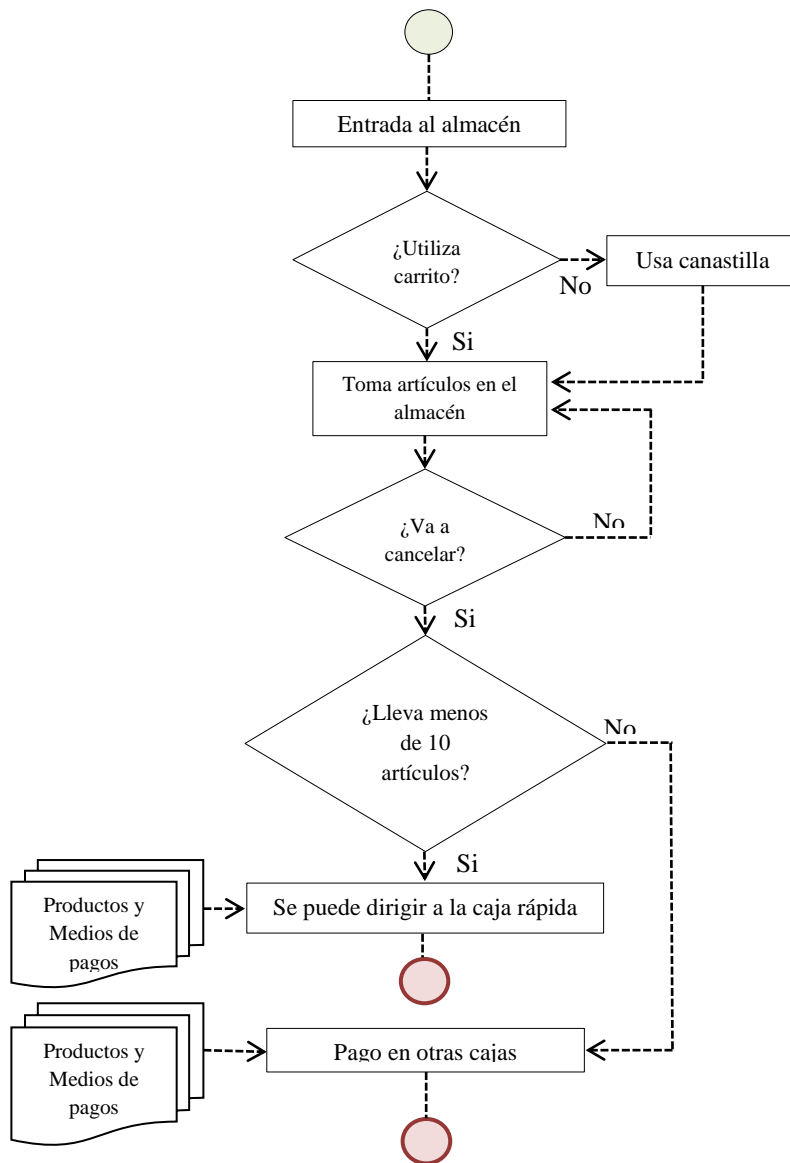 Entrada al almacén
¿Utiliza
carrito?
No
Usa canastilla
Si
Toma artículos en el
almacén
¿Va a
cancelar?
No
Si
¿Lleva menos
de 10
artículos?
No
Si
Productos y
Medios de
pagos
Se puede dirigir a la caja rápida
Productos y
Medios de
pagos
Pago en otras cajas